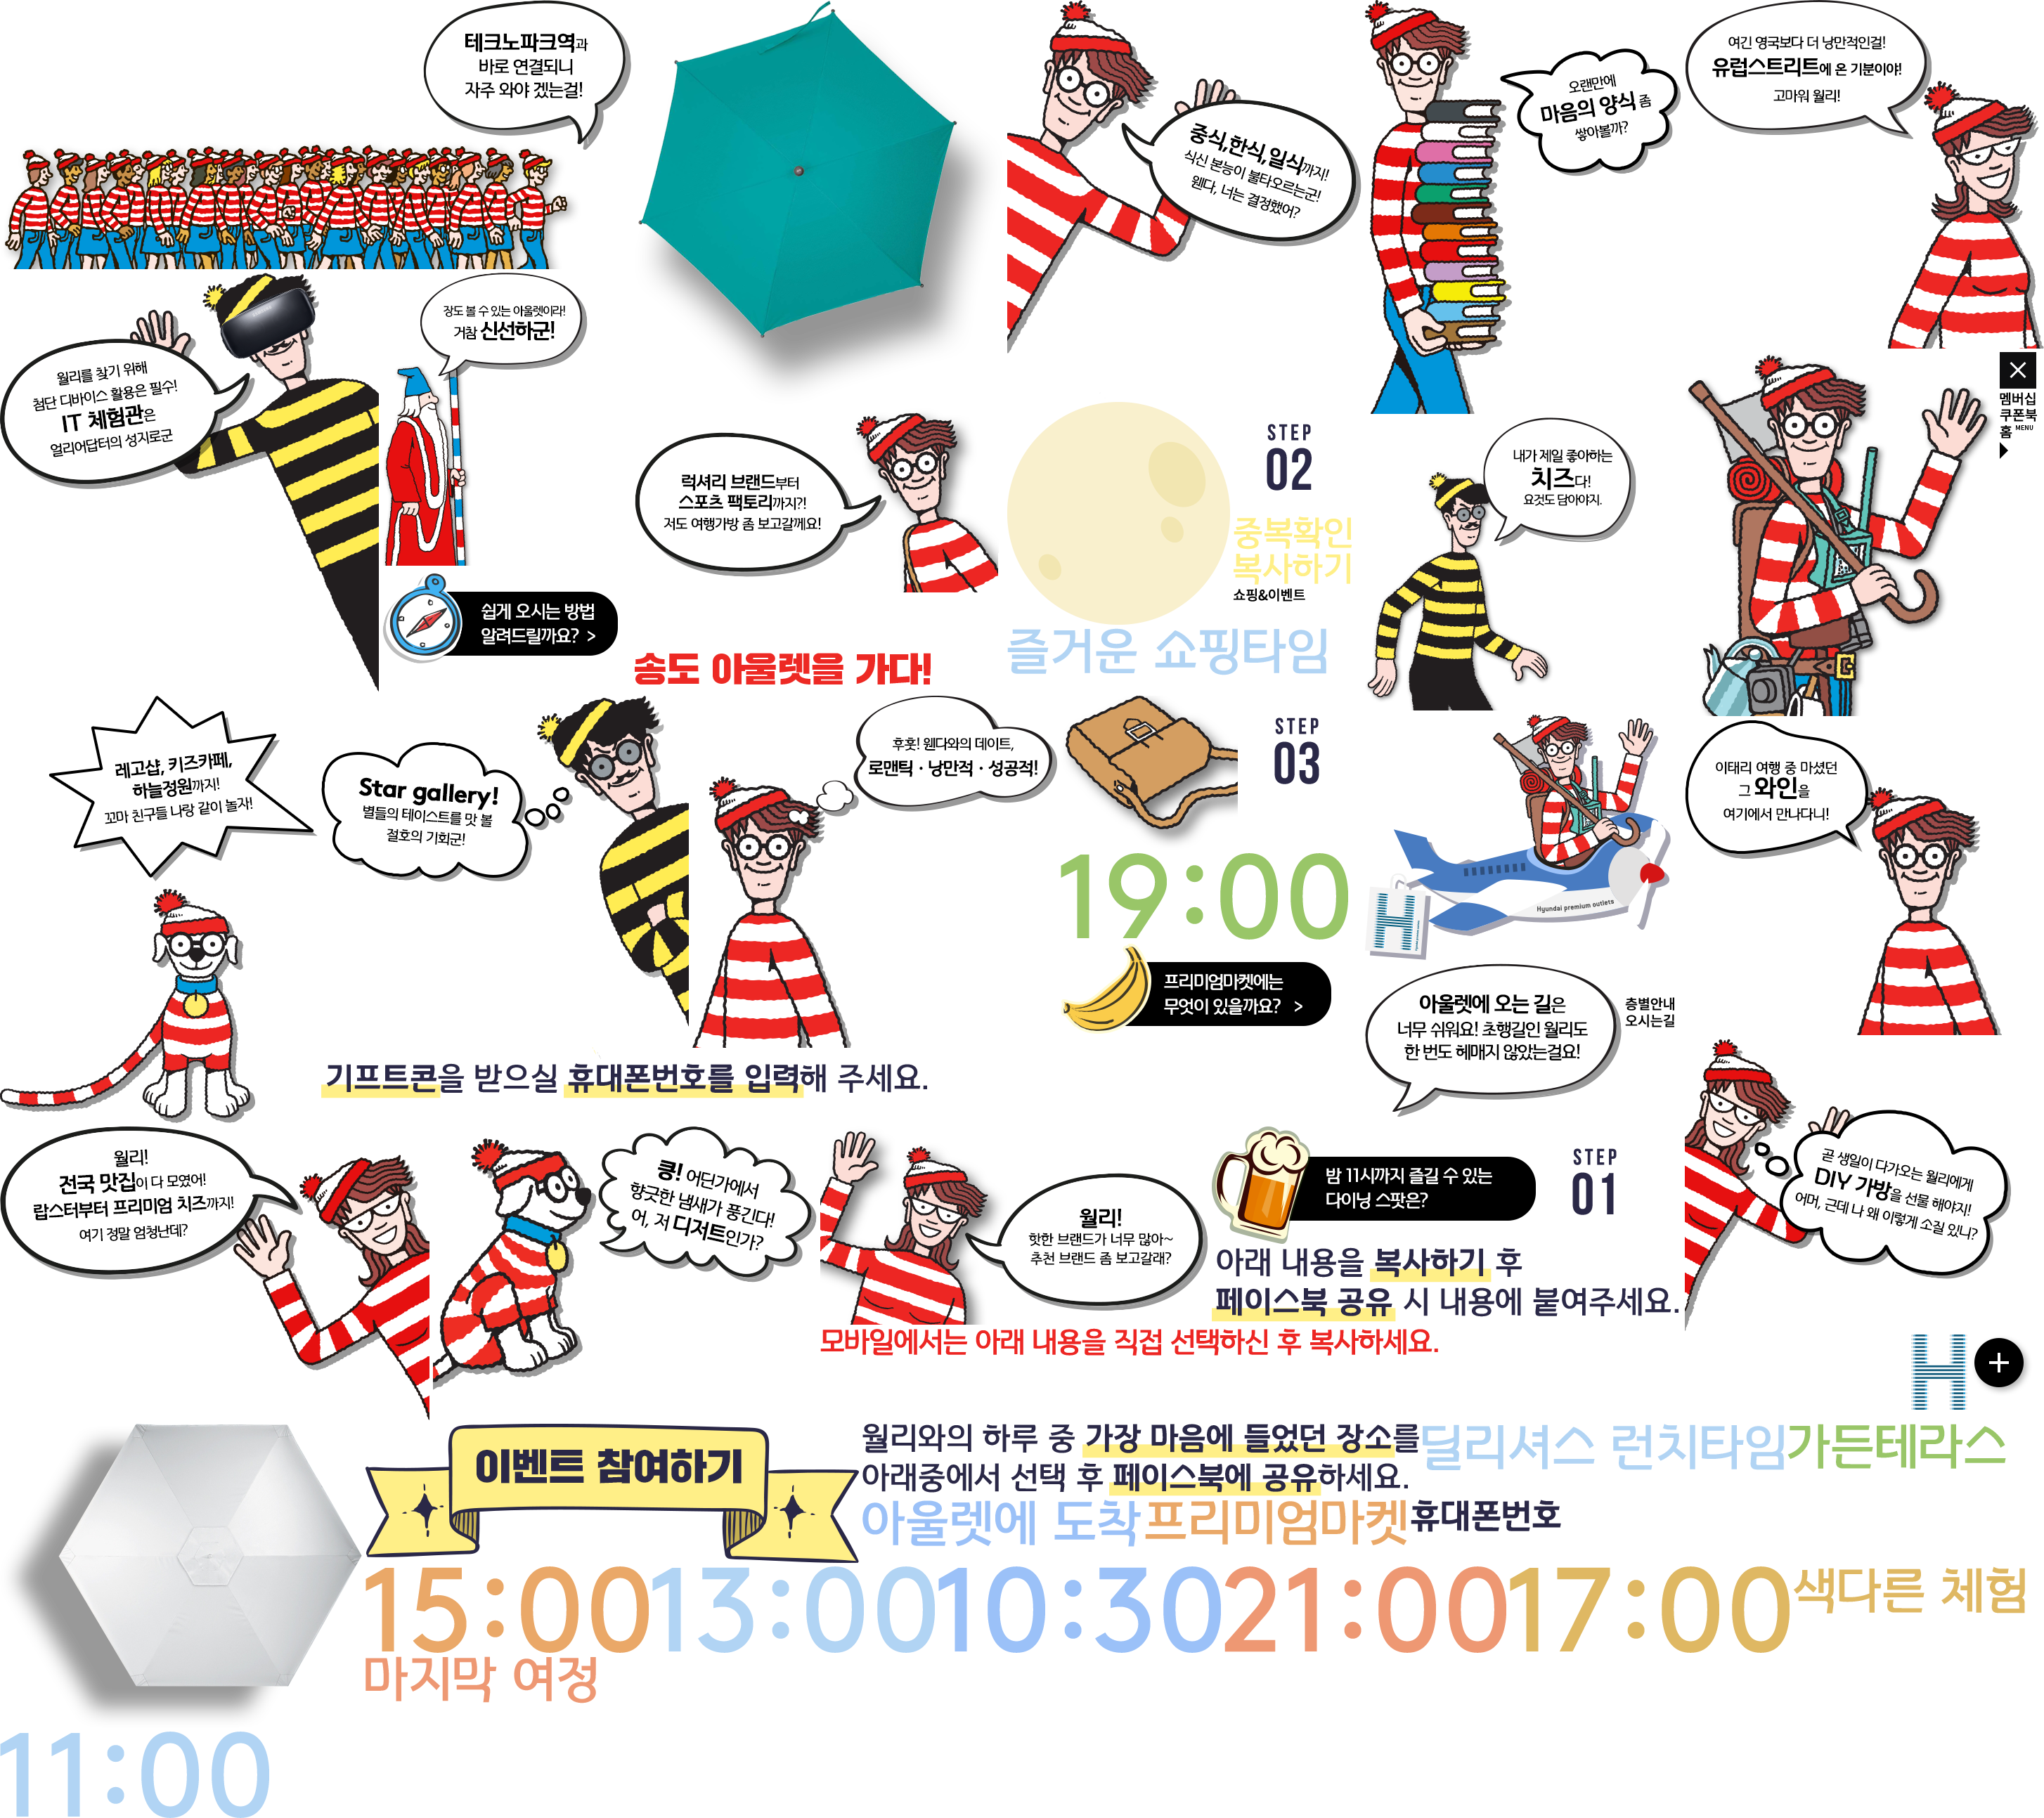 테크노파크역과
바로 연결되니
자주 와야 겠는걸!
중식,한식,일식까지!
식신 본능이 불타오르는군!
웬다, 너는 결정했어?
오랜만에
마음의 양식 좀
쌓아볼까?
여긴 영국보다 더 낭만적인걸!
유럽스트리트에 온 기분이야!
고마워 월리!
월리를 찾기 위해
첨단 디바이스 활용은 필수!
IT 체험관은
얼리어답터의 성지로군
장도 볼 수 있는 아울렛이라!
거참 신선하군!
럭셔리 브랜드부터
스포츠 팩토리까지?!
저도 여행가방 좀 보고갈께요!
STEP
02
중복확인
복사하기
쇼핑&이벤트
내가 제일 좋아하는
치즈다!
요것도 담아야지.
멤버십
쿠폰북
홈 MENU
쉽게 오시는 방법
알려드릴까요? >
송도 아울렛을 가다!
즐거운 쇼핑타임
레고샵, 키즈카페,
하늘정원까지!
꼬마 친구들 나랑 같이 놀자!
Star gallery!
별들의 테이스트를 맛 볼
절호의 기회군!
후훗! 웬다와의 데이트,
로맨틱 · 낭만적 · 성공적!
STEP
03
이태리 여행 중 마셨던
그 와인을
여기에서 만나다니!
19:00
H
Hyundai premium outlets
프리미엄마켓에는
무엇이 있을까요? >
아울렛에 오는 길은
너무 쉬워요! 초행길인 월리도
한 번도 헤매지 않았는걸요!
층별안내
오시는길
기프트콘을 받으실 휴대폰번호를 입력해 주세요.
월리!
전국 맛집이 다 모였어!
랍스터부터 프리미엄 치즈까지!
여기 정말 엄청난데?
킁! 어딘가에서
향긋한 냄새가 풍긴다!
어, 저 디저트인가?
월리!
핫한 브랜드가 너무 많아~
추천 브랜드 좀 보고갈래?
밤 11시까지 즐길 수 있는
다이닝 스팟은?
STEP
01
곧 생일이 다가오는 월리에게
DIY 가방을 선물 해야지!
어머, 근데 나 왜 이렇게 소질 있니?
아래 내용을 복사하기 후
페이스북 공유 시 내용에 붙여주세요.
모바일에서는 아래 내용을 직접 선택하신 후 복사하세요.
H
이벤트 참여하기
월리와의 하루 중 가장 마음에 들었던 장소를
아래중에서 선택 후 페이스북에 공유하세요.
딜리셔스 런치타임
가든테라스
아울렛에 도착
프리미엄마켓
휴대폰번호
15:00
13:00
10:30
21:00
17:00
색다른 체험
마지막 여정
11:00